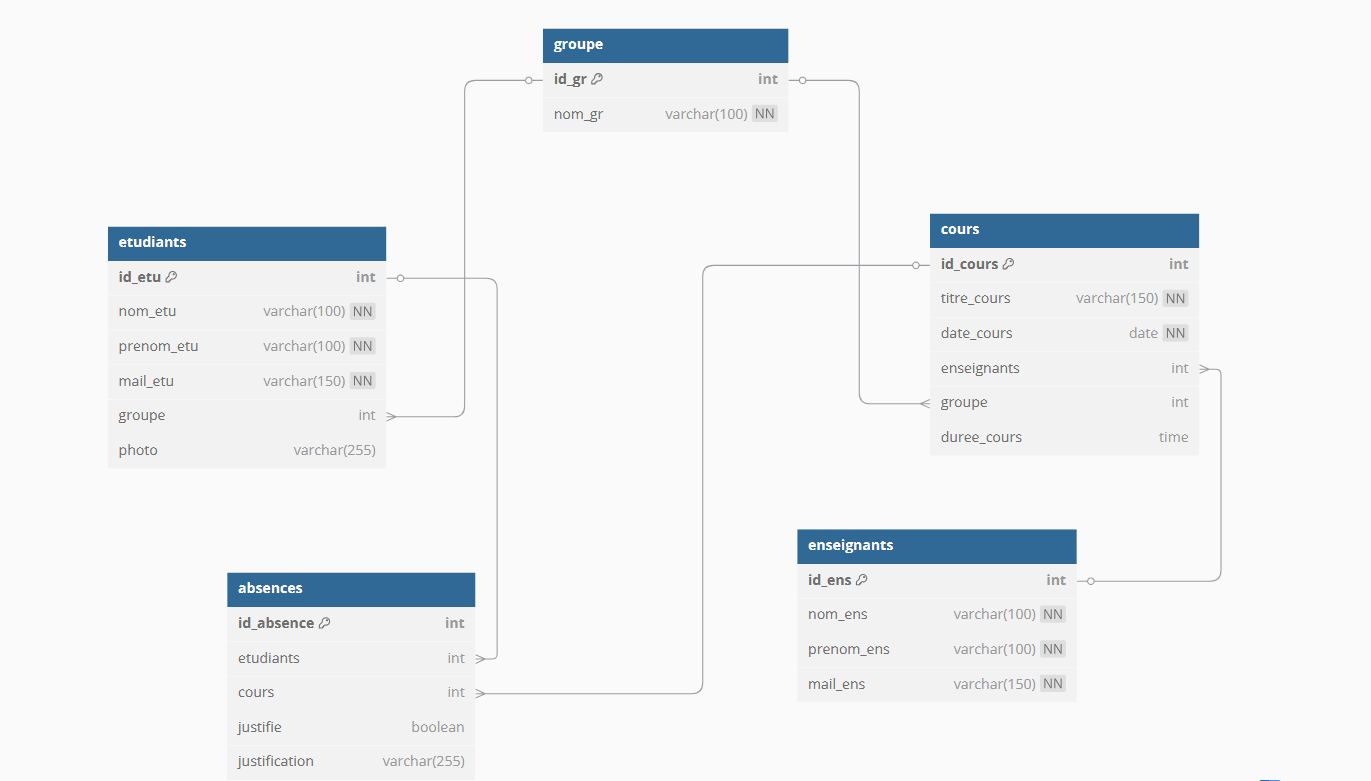 groupe
id_gr int
nom_gr varchar(100) NN
etudiants
id_etu int
nom_etu varchar(100) NN
prenom_etu varchar(100) NN
mail_etu varchar(150) NN
groupe int
photo varchar(255)
cours
id_cours int
titre_cours varchar(150) NN
date_cours date NN
enseignants int
groupe int
duree_cours time
absences
id_absence int
etudiants int
cours int
justifie boolean
justification varchar(255)
enseignants
id_ens int
nom_ens varchar(100) NN
prenom_ens varchar(100) NN
mail_ens varchar(150) NN